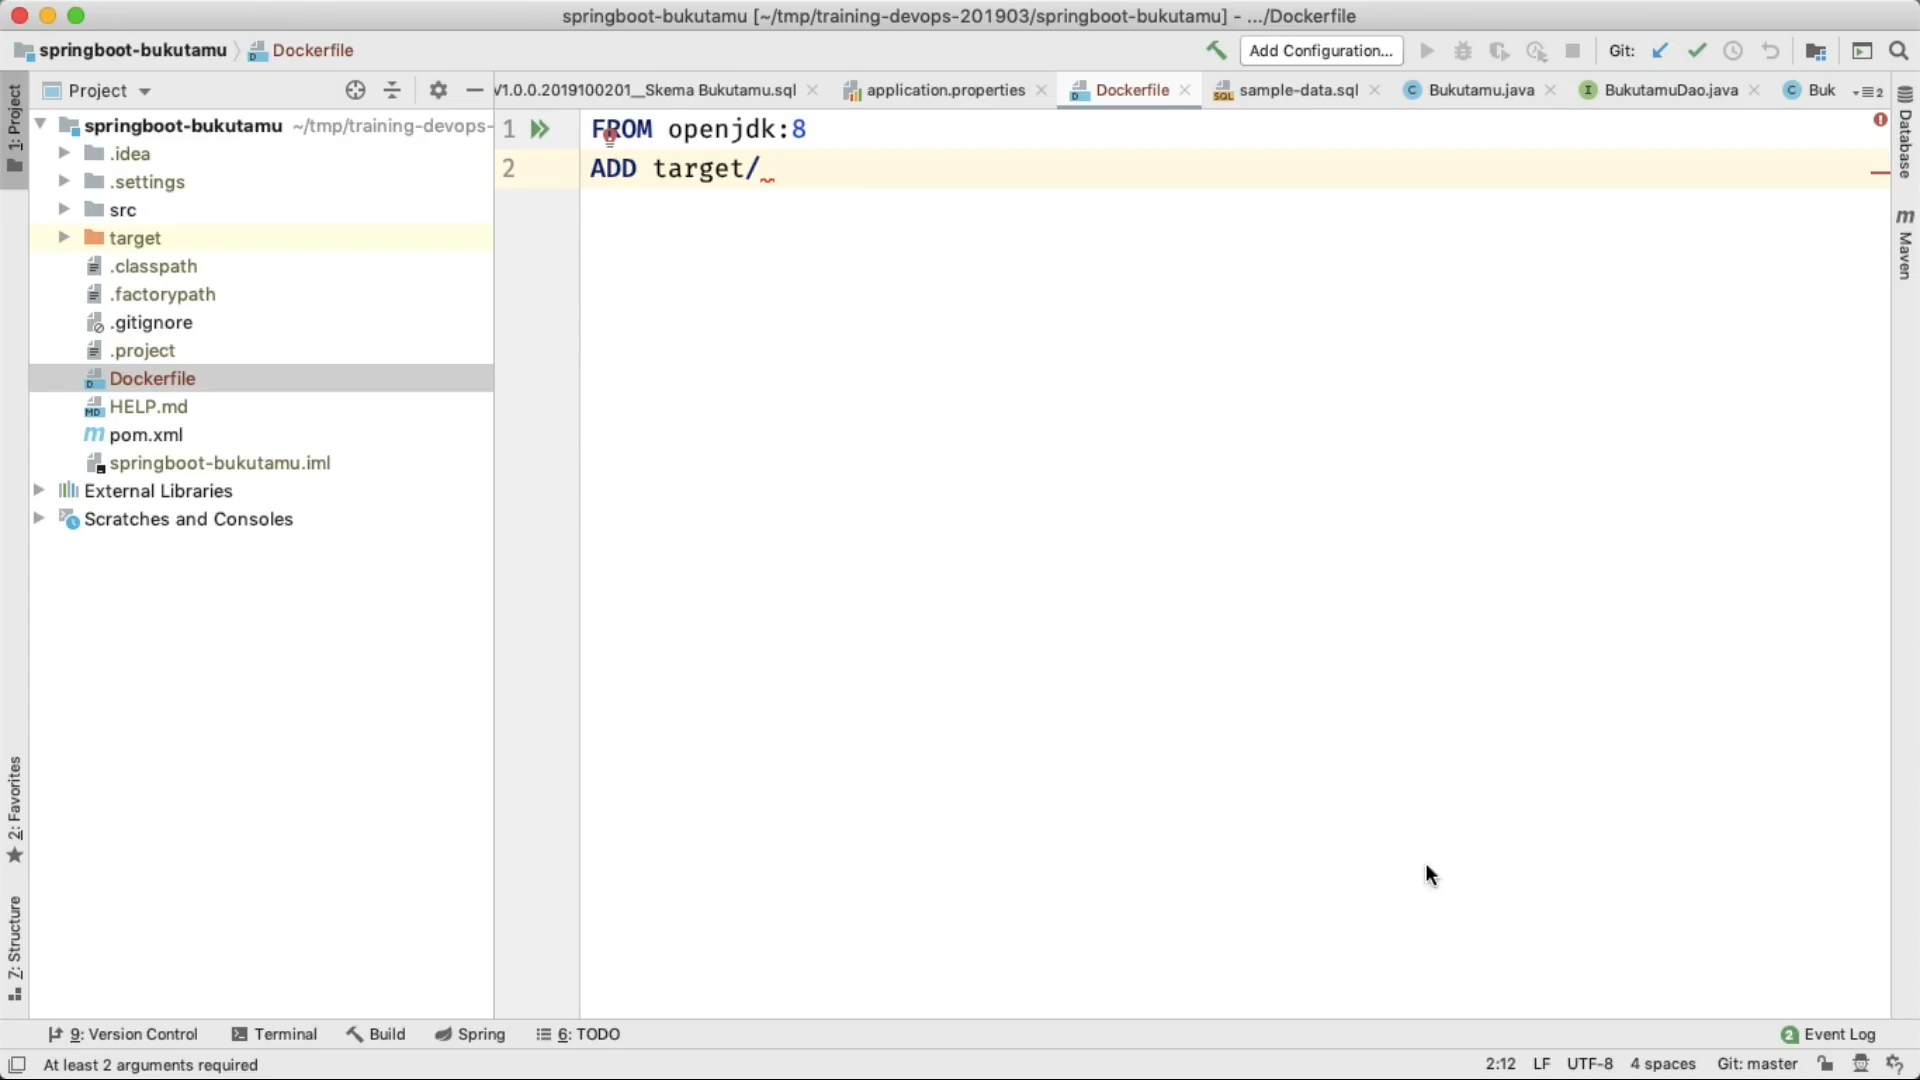 springboot-bukutamu [~/tmp/training-devops-201903/springboot-bukutamu] - .../Dockerfile
springboot-bukutamu Dockerfile
Add Configuration...
Git:
1: Project
Project
V1.0.0.2019100201__Skema Bukutamu.sql
application.properties
Dockerfile
sample-data.sql
Bukutamu.java
BukutamuDao.java
Buk
2
springboot-bukutamu ~/tmp/training-devops-
.idea
.settings
src
target
.classpath
.factorypath
.gitignore
.project
Dockerfile
HELP.md
pom.xml
springboot-bukutamu.iml
External Libraries
Scratches and Consoles
1 FROM openjdk:8
2 ADD target/
Database
Maven
2: Favorites
7: Structure
9: Version Control
Terminal
Build
Spring
6: TODO
2 Event Log
At least 2 arguments required
2:12 LF UTF-8 4 spaces Git: master